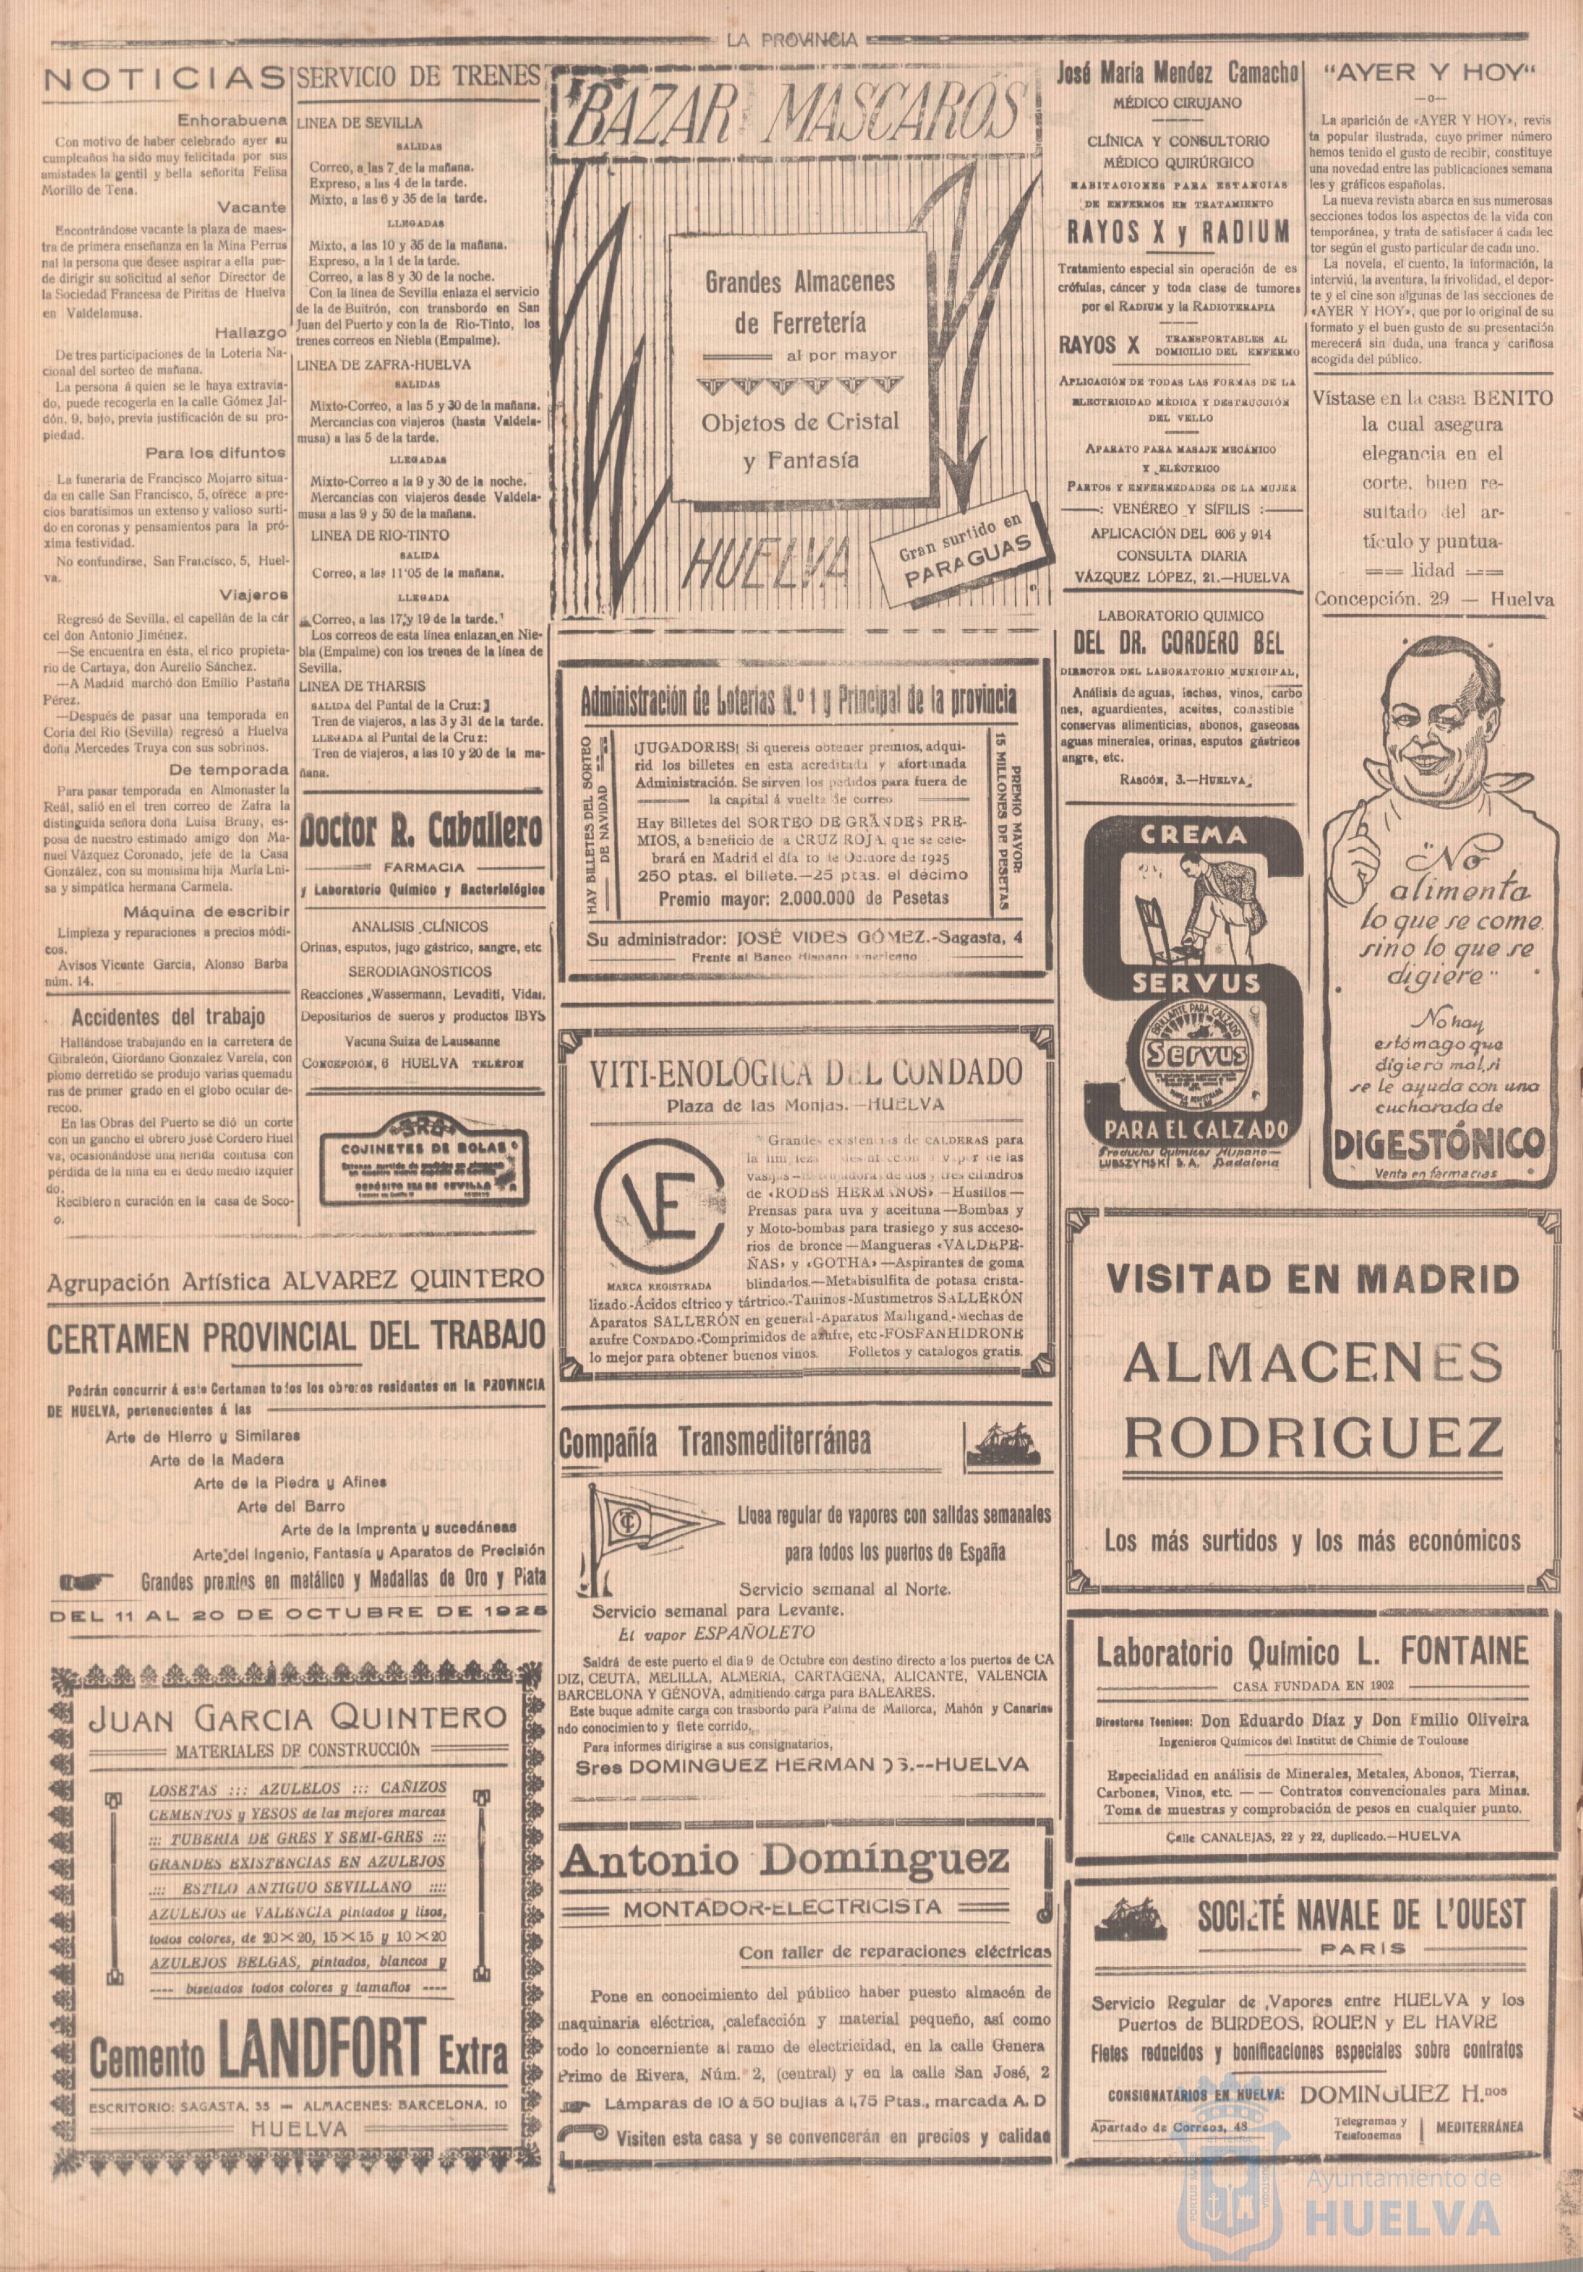 LA PROVINCIA
NOTICIAS
Enhorabuena
Con motivo de haber celebrado ayer su
cumpleaños ha sido muy felicitada por sus
amistades la gentil y bella señorita Felisa
Morillo de Tena.
Vacante
Encontrándose vacante la plaza de maes-
tra de primera enseñanza en la Mina Perrus
nal la persona que desee aspirar a ella pue-
de dirigir su solicitud al señor Director de
la Sociedad Francesa de Piritas de Huelva
en Valdelamusa.
Hallazgo
De tres participaciones de la Lotería Na-
cional del sorteo de mañana.
La persona á quien se le haya extravia-
do, puede recogerla en la calle Gómez Jal-
dón, 9, bajo, previa justificación de su pro-
piedad.
Para los difuntos
La funeraria de Francisco Mojarro situa-
da en calle San Francisco, 5, ofrece a pre-
cios baratísimos un extenso y valioso surti-
do en coronas y pensamientos para la pró-
xima festividad.
No confundirse, San Francisco, 5, Huel-
va.
Viajeros
Regresó de Sevilla, el capellán de la cár
cel don Antonio Jiménez.
—Se encuentra en ésta, el rico propieta-
rio de Cartaya, don Aurelio Sánchez.
—A Madrid marchó don Emilio Pastaña
Pérez.
—Después de pasar una temporada en
Coria del Río (Sevilla) regresó a Huelva
doña Mercedes Truya con sus sobrinos.
De temporada
Para pasar temporada en Almonaster la
Reál, salió en el tren correo de Zafra la
distinguida señora doña Luisa Bruny, es-
posa de nuestro estimado amigo don Ma-
nuel Vázquez Coronado, jefe de la Casa
González, con su monísima hija María Lui-
sa y simpática hermana Carmela.
Máquina de escribir
Limpieza y reparaciones a precios módi-
cos.
Avisos Vicente García, Alonso Barba
núm. 14.
Accidentes del trabajo
Hallándose trabajando en la carretera de
Gibraleón, Giordano Gonzalez Varela, con
plomo derretido se produjo varias quemadu
ras de primer grado en el globo ocular de-
recoo.
En las Obras del Puerto se dió un corte
con un gancho el obrero josé Cordero Huel
va, ocasionándose una herida contusa con
pérdida de la niña en el dedo medio izquier
do.
Recibieron curación en la casa de Soco-
o.
SERVICIO DE TRENES
LINEA DE SEVILLA
SALIDAS
Correo, a las 7 de la mañana.
Expreso, a las 4 de la tarde.
Mixto, a las 6 y 35 de la tarde.
LLEGADAS
Mixto, a las 10 y 35 de la mañana.
Expreso, a la 1 de la tarde.
Correo, a las 8 y 30 de la noche.
Con la línea de Sevilla enlaza el servicio
de la de Buitrón, con transbordo en San
Juan del Puerto y con la de Rio-Tinto, los
trenes correos en Niebla (Empalme).
LINEA DE ZAFRA-HUELVA
SALIDAS
Mixto-Correo, a las 5 y 30 de la mañana.
Mercancias con viajeros (hasta Valdela-
musa) a las 5 de la tarde.
LLEGADAS
Mixto-Correo a la 9 y 30 de la noche.
Mercancias con viajeros desde Valdela-
musa a las 9 y 50 de la mañana.
LINEA DE RIO-TINTO
SALIDA
Correo, a las 11'05 de la mañana.
LLEGADA
Correo, a las 17 y 19 de la tarde.
Los correos de esta línea enlazan en Nie-
bla (Empalme) con los trenes de la línea de
Sevilla.
LINEA DE THARSIS
SALIDA del Puntal de la Cruz:
Tren de viajeros, a las 3 y 31 de la tarde.
LLEGADA al Puntal de la Cruz:
Tren de viajeros, a las 10 y 20 de la ma-
ñana.
Doctor R. Caballero
FARMACIA
y Laboratorio Químico y Bacteriológico
ANALISIS CLÍNICOS
Orinas, esputos, jugo gástrico, sangre, etc
SERODIAGNOSTICOS
Reacciones Wassermann, Levaditi, Vidal.
Depositarios de sueros y productos IBYS
Vacuna Suiza de Laussanne
CONCEPCIÓN, 6 HUELVA TELÉFON
SRO
COJINETES DE BOLAS
DEPÓSITO EN SEVILLA
Agrupación Artística ALVAREZ QUINTERO
CERTAMEN PROVINCIAL DEL TRABAJO
Podrán concurrir á este Certamen todos los obreros residentes en la PROVINCIA
DE HUELVA, pertenecientes á las
Arte de Hierro y Similares
Arte de la Madera
Arte de la Piedra y Afines
Arte del Barro
Arte de la Imprenta y sucedáneas
Arte del Ingenio, Fantasía y Aparatos de Precisión
Grandes premios en metálico y Medallas de Oro y Plata
DEL 11 AL 20 DE OCTUBRE DE 1925
JUAN GARCIA QUINTERO
MATERIALES DE CONSTRUCCIÓN
LOSETAS ::: AZULELOS ::: CAÑIZOS
CEMENTOS y YESOS de las mejores marcas
::: TUBERIA DE GRES Y SEMI-GRES :::
GRANDES EXISTENCIAS EN AZULEJOS
.::: ESTILO ANTIGUO SEVILLANO ::::
AZULEJOS de VALENCIA pintados y lisos,
todos colores, de 20×20, 15×15 y 10×20
AZULEJOS BELGAS, pintados, blancos y
---- biselados todos colores y tamaños ----
Cemento LANDFORT Extra
ESCRITORIO: SAGASTA, 35 — ALMACENES: BARCELONA, 10
HUELVA
BAZAR MASCAROS
Grandes Almacenes
de Ferretería
al por mayor
Objetos de Cristal
y Fantasía
HUELVA
Gran surtido en
PARAGUAS
Administración de Loterias N.º 1 y Principal de la provincia
HAY BILLETES DEL SORTEO
DE NAVIDAD
¡JUGADORES¡ Si quereis obtener premios, adqui
rid los billetes en esta acreditada y afortunada
Administración. Se sirven los pedidos para fuera de
la capital á vuelta de correo
Hay Billetes del SORTEO DE GRANDES PRE-
MIOS, á beneficio de a CRUZ ROJA, que se cele-
brará en Madrid el día 10 de Octubre de 1925
250 ptas. el billete.—25 ptas. el décimo
Premio mayor: 2.000.000 de Pesetas
PREMIO MAYOR:
15 MILLONES DE PESETAS
Su administrador: JOSÉ VIDES GÓMEZ.-Sagasta, 4
Frente al Banco Hispano Americano
VITI-ENOLÓGICA DEL CONDADO
Plaza de las Monjas.—HUELVA
VE
MARCA REGISTRADA
Grandes existencias de CALDERAS para
vasijas
de «RODES HERMANOS» —Husillos—
Prensas para uva y aceituna—Bombas y
y Moto-bombas para trasiego y sus acceso-
rios de bronce—Mangueras «VALDEPE-
ÑAS» y «GOTHA»—Aspirantes de goma
blindados.—Metabisulfita de potasa crista-
lizado.-Ácidos cítrico y tártrico.-Taninos-Mustimetros SALLERÓN
Aparatos SALLERÓN en general-Aparatos Malligand.-Mechas de
azufre CONDADO.-Comprimidos de azufre, etc-FOSFANHIDRONE
lo mejor para obtener buenos vinos. Folletos y catalogos gratis.
Compañía Transmediterránea
Línea regular de vapores con salidas semanales
para todos los puertos de España
Servicio semanal al Norte.
Servicio semanal para Levante.
El vapor ESPAÑOLETO
Saldrá de este puerto el dia 9 de Octubre con destino directo a los puertos de CA
DIZ, CEUTA, MELILLA, ALMERIA, CARTAGENA, ALICANTE, VALENCIA
BARCELONA Y GÉNOVA, admitiendo carga para BALEARES.
Este buque admite carga con trasbordo para Palma de Mallorca, Mahón y Canarias
ndo conocimiento y flete corrido,
Para informes dirigirse a sus consignatarios,
Sres DOMINGUEZ HERMANOS.--HUELVA
Antonio Domínguez
MONTADOR-ELECTRICISTA
Con taller de reparaciones eléctricas
Pone en conocimiento del público haber puesto almacén de
maquinaria eléctrica, calefacción y material pequeño, así como
todo lo concerniente al ramo de electricidad, en la calle Genera
Primo de Rivera, Núm. 2, (central) y en la calle San José, 2
Lámparas de 10 á 50 bujias á 1,75 Ptas., marcada A. D
Visiten esta casa y se convencerán en precios y calidad
José María Mendez Camacho
MÉDICO CIRUJANO
CLÍNICA Y CONSULTORIO
MÉDICO QUIRÚRGICO
HABITACIONES PARA ESTANCIAS
DE ENFERMOS EN TRATAMIENTO
RAYOS X y RADIUM
Tratamiento especial sin operación de es
crófulas, cáncer y toda clase de tumores
por el RADIUM y la RADIOTERAPIA
RAYOS X TRANSPORTABLES AL
DOMICILIO DEL ENFERMO
APLICACIÓN DE TODAS LAS FORMAS DE LA
ELECTRICIDAD MÉDICA Y DESTRUCCIÓN
DEL VELLO
APARATO PARA MASAJE MECÁNICO
Y ELÉCTRICO
PARTOS Y ENFERMEDADES DE LA MUJER
—: VENÉREO Y SÍFILIS :—
APLICACIÓN DEL 606 y 914
CONSULTA DIARIA
VÁZQUEZ LÓPEZ, 21.—HUELVA
LABORATORIO QUIMICO
DEL DR. CORDERO BEL
DIRECTOR DEL LABORATORIO MUNICIPAL,
Análisis de aguas, leches, vinos, carbo
nes, aguardientes, aceites, comastible
conservas alimenticias, abonos, gaseosas
aguas minerales, orinas, esputos gástricos
angre, etc.
RASCÓN, 3.—HUELVA
CREMA
SERVUS
BRILLANTE PARA CALZADO
Servus
PARA EL CALZADO
Productos Químicos Hispano—
LUBSZYNSKI S.A. Badalona
"AYER Y HOY"
—o—
La aparición de «AYER Y HOY», revis
ta popular ilustrada, cuyo primer número
hemos tenido el gusto de recibir, constituye
una novedad entre las publicaciones semana
les y gráficos españolas.
La nueva revista abarca en sus numerosas
secciones todos los aspectos de la vida con
temporánea, y trata de satisfacer á cada lec
tor según el gusto particular de cada uno.
La novela, el cuento, la información, la
interviú, la aventura, la frivolidad, el depor-
te y el cine son algunas de las secciones de
«AYER Y HOY», que por lo original de su
formato y el buen gusto de su presentación
merecerá sin duda, una franca y cariñosa
acogida del público.
Vístase en la casa BENITO
la cual asegura
elegancia en el
corte, buen re-
sultado del ar-
tículo y puntua-
lidad
Concepción, 29 — Huelva
"No
alimenta
lo que se come,
sino lo que se
digiere"
No hay
estómago que
digiera mal, si
se le ayuda con una
cucharada de
DIGESTÓNICO
Venta en farmacias
VISITAD EN MADRID
ALMACENES
RODRIGUEZ
Los más surtidos y los más económicos
Laboratorio Químico L. FONTAINE
CASA FUNDADA EN 1902
Directores Técnicos: Don Eduardo Díaz y Don Emilio Oliveira
Ingenieros Químicos del Institut de Chimie de Toulouse
Especialidad en análisis de Minerales, Metales, Abonos, Tierras,
Carbones, Vinos, etc. — — Contratos convencionales para Minas.
Toma de muestras y comprobación de pesos en cualquier punto.
Calle CANALEJAS, 22 y 22, duplicado.—HUELVA
SOCIETÉ NAVALE DE L'OUEST
PARÍS
Servicio Regular de Vapores entre HUELVA y los
Puertos de BURDEOS, ROUEN y EL HAVRE
Fletes reducidos y bonificaciones especiales sobre contratos
CONSIGNATARIOS EN HUELVA: DOMINGUEZ H.nos
Apartado de Correos, 48
Telegramas y
Telefonemas
MEDITERRÁNEA
Ayuntamiento de
HUELVA